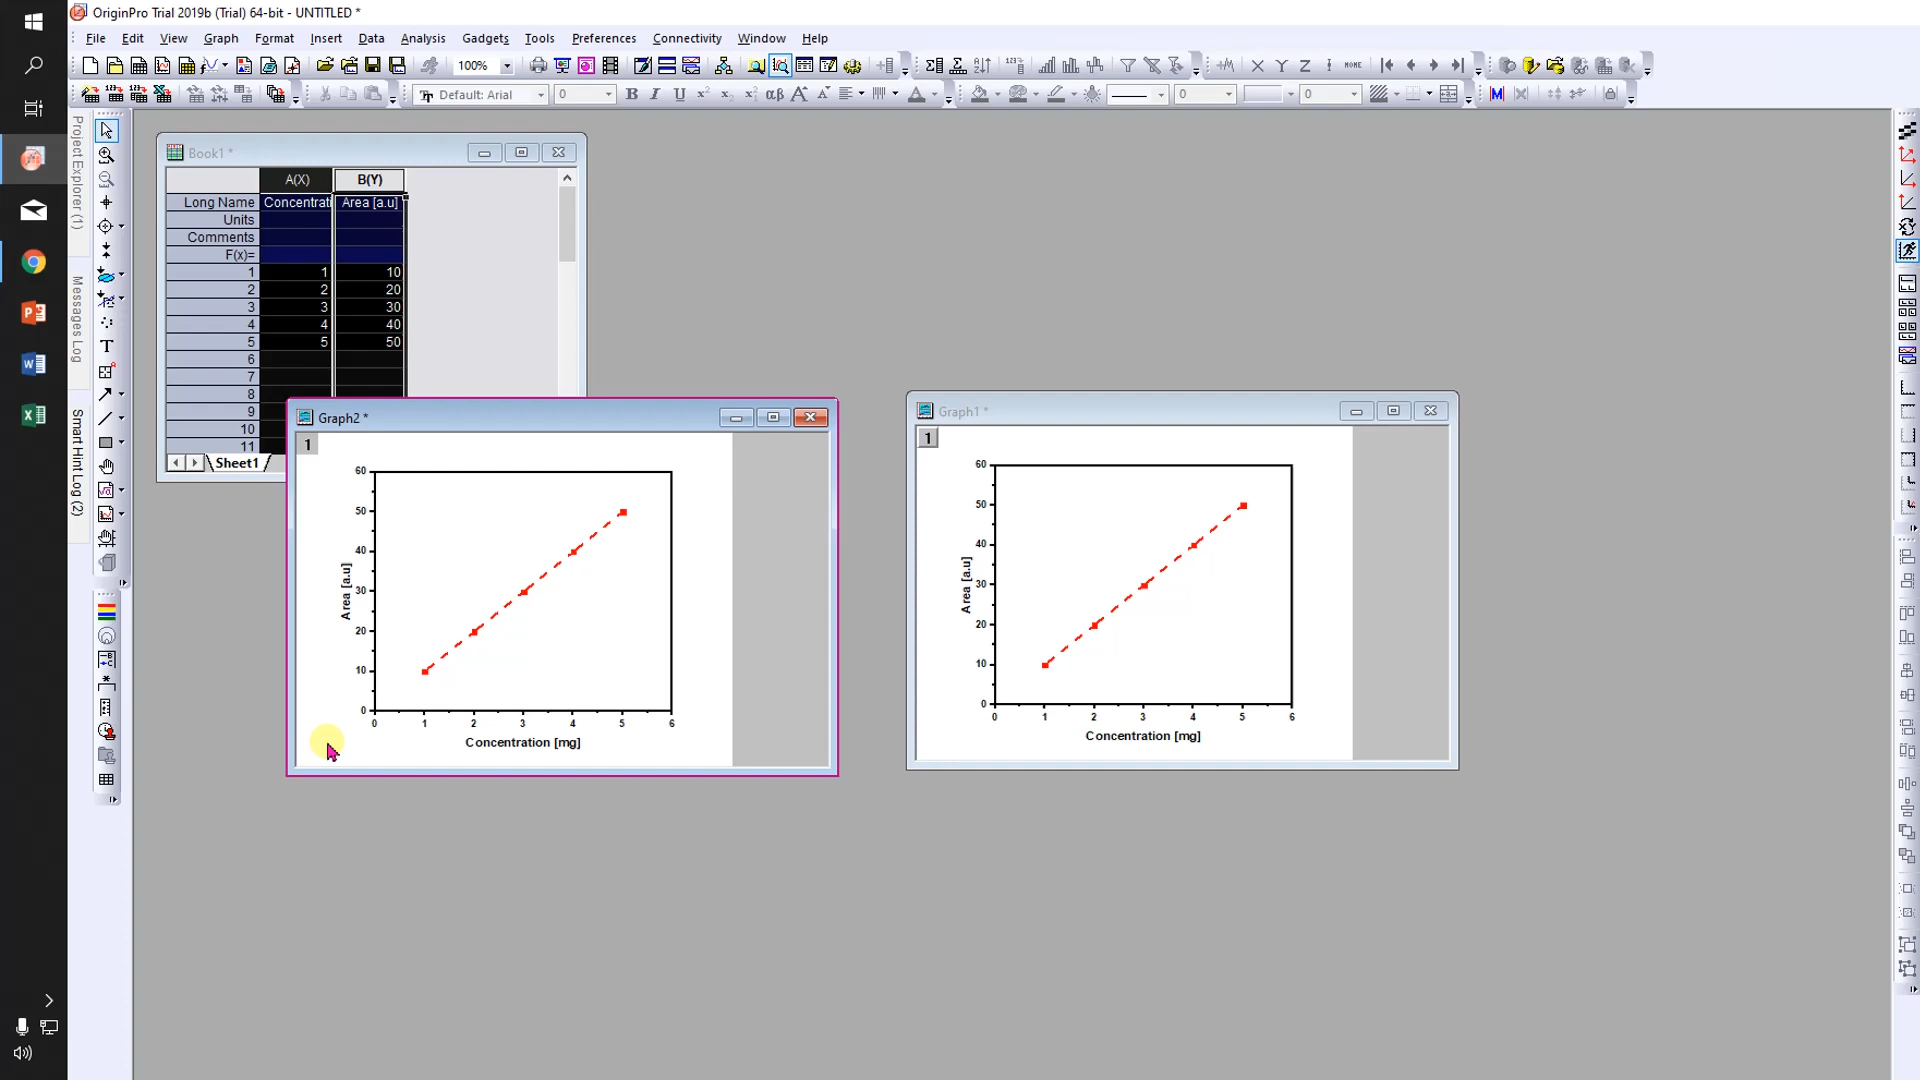 OriginPro Trial 2019b (Trial) 64-bit - UNTITLED *
File Edit View Graph Format Insert Data Analysis Gadgets Tools Preferences Connectivity Window Help
100%
Default: Arial 0 B I U αβ A A 0 0
Project Explorer (1)
Messages Log
Smart Hint Log (2)
Book1 *
A(X) B(Y)
Long Name Concentrati Area [a.u]
Units
Comments
F(x)=
1 1 10
2 2 20
3 3 30
4 4 40
5 5 50
6
7
8
9
10
11
Sheet1
Graph2 *
1
60
50
40
30
20
10
0
0 1 2 3 4 5 6
Area [a.u]
Concentration [mg]
Graph1 *
1
60
50
40
30
20
10
0
0 1 2 3 4 5 6
Area [a.u]
Concentration [mg]